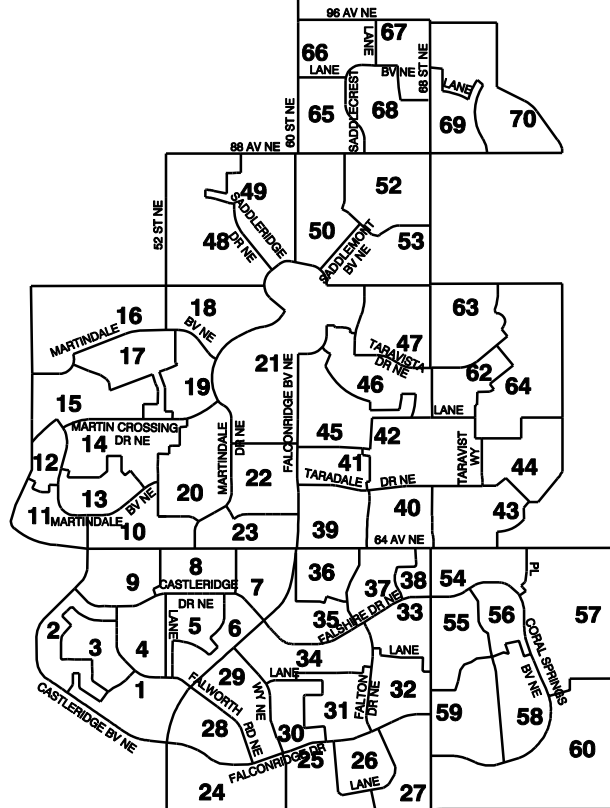 96 AV NE
67
66
LANE
68 ST NE
LANE
BV NE
LANE
SADDLECREST
60 ST NE
65
68
69
70
88 AV NE
52 ST NE
49
52
SADDLERIDGE
DR NE
48
50
SADDLEMONT
BV NE
53
16
18
63
MARTINDALE
BV NE
47
17
TARAVISTA
DR NE
21
FALCONRIDGE BV NE
19
46
62
64
15
LANE
MARTIN CROSSING
DR NE
14
MARTINDALE
DR NE
45
42
TARAVIST
WY
12
41
44
13
20
22
TARADALE
DR NE
BV NE
11
MARTINDALE
10
23
39
40
43
64 AV NE
8
36
PL
9
CASTLERIDGE
7
37
38
54
DR NE
33
LANE
5
6
35
FALSHIRE DR NE
55
56
57
2
3
4
34
LANE
CORAL SPRINGS
BV NE
29
LANE
1
FALWORTH
RD NE
WY NE
FALTON
DR NE
32
CASTLERIDGE BV NE
28
31
59
58
30
FALCONRIDGE DR
25
26
60
24
LANE
27